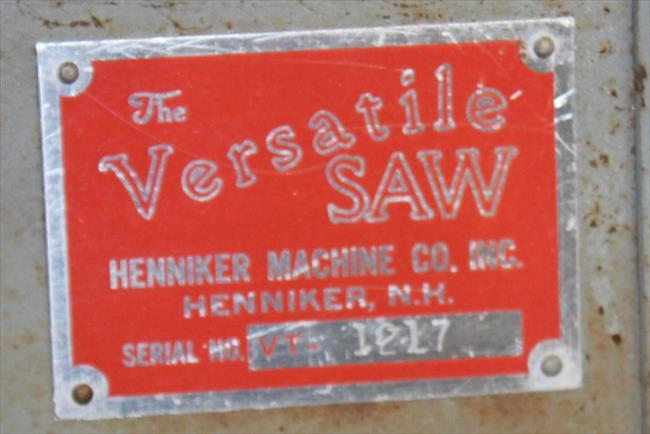 The
Versatile
SAW
HENNIKER MACHINE CO. INC.
HENNIKER, N.H.
SERIAL NO. VT- 1217